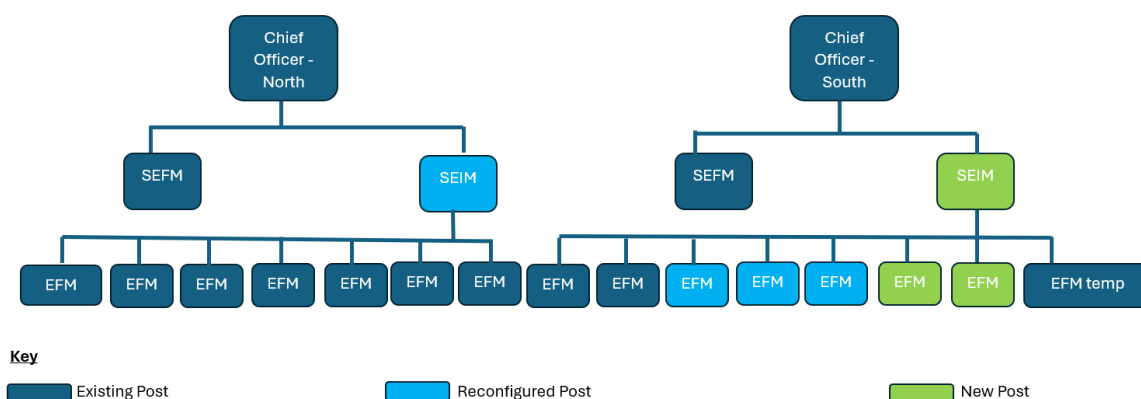 Chief
Officer -
North
Chief
Officer -
South
SEFM
SEIM
SEFM
SEIM
EFM
EFM
EFM
EFM
EFM
EFM
EFM
EFM
EFM
EFM
EFM
EFM
EFM
EFM
EFM temp
Key
Existing Post
Reconfigured Post
New Post